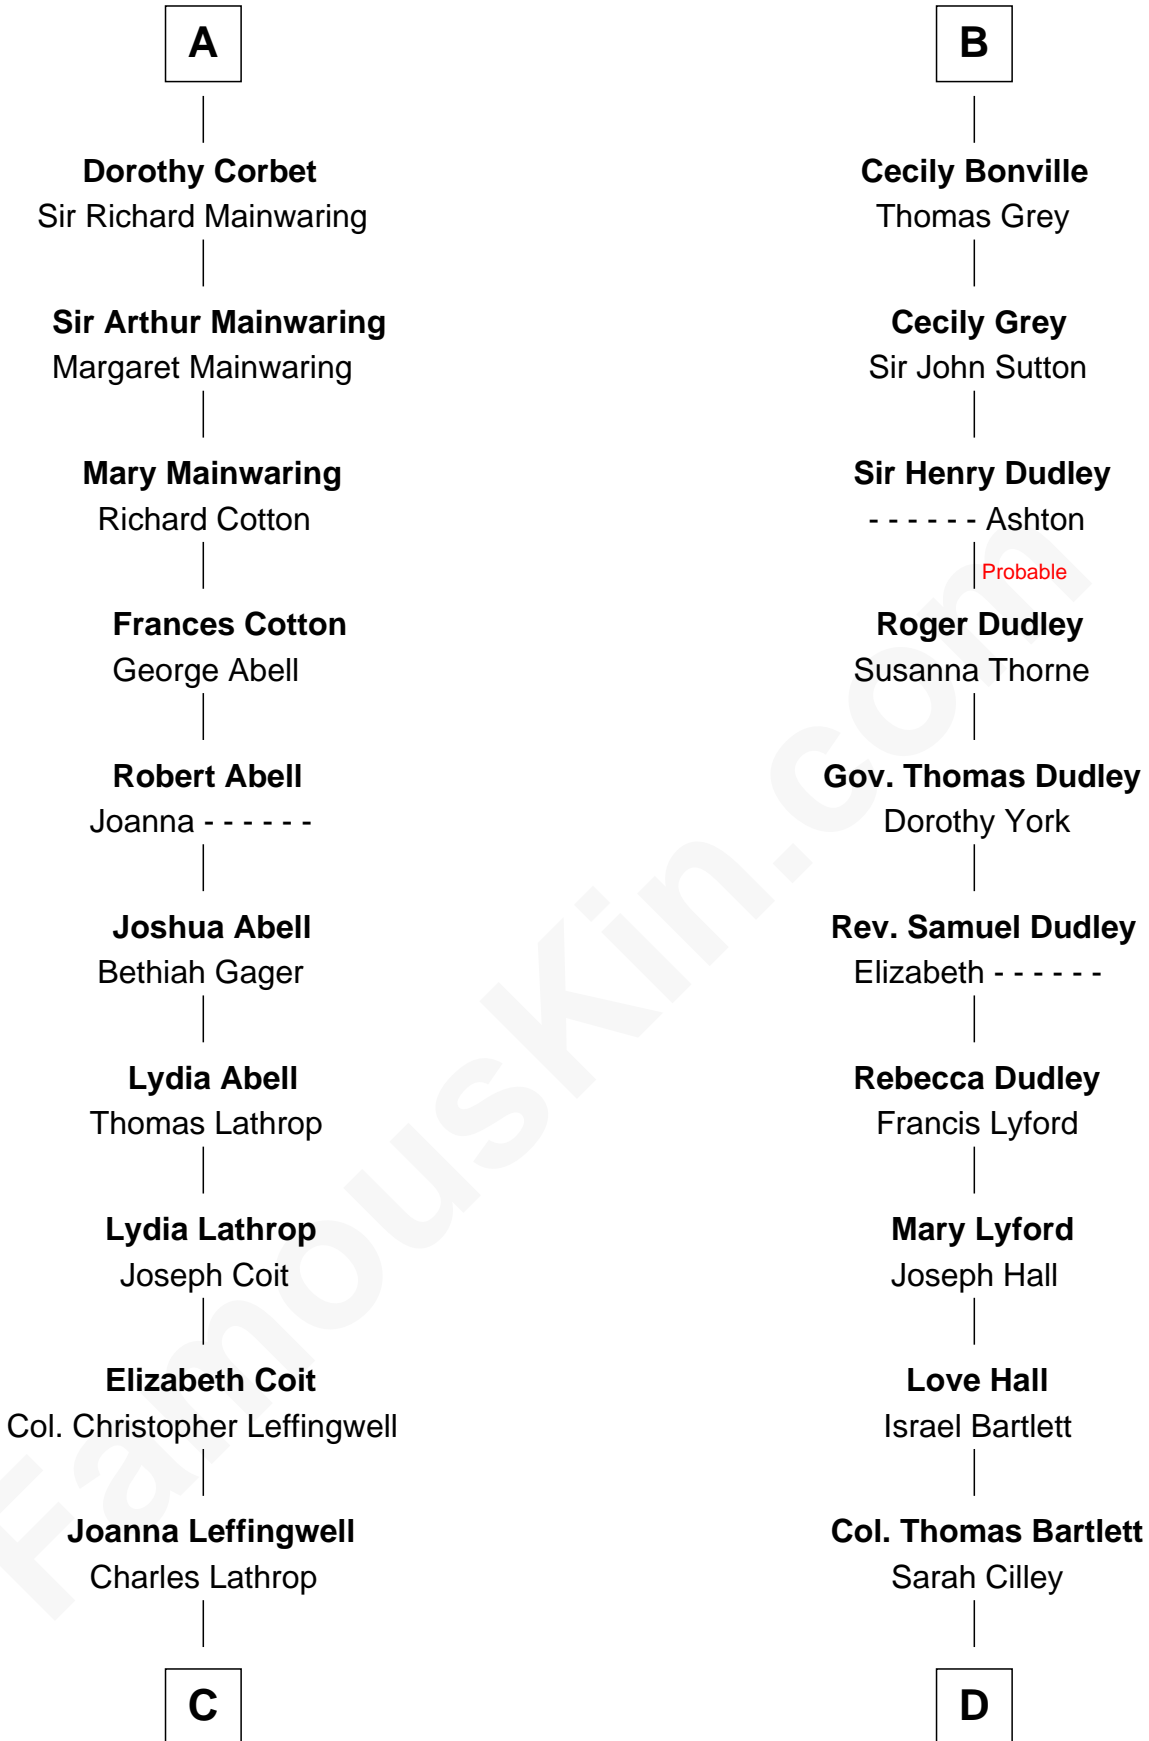 A
Dorothy Corbet
Sir Richard Mainwaring
Sir Arthur Mainwaring
Margaret Mainwaring
Mary Mainwaring
Richard Cotton
Frances Cotton
George Abell
Robert Abell
Joanna - - - - - -
Joshua Abell
Bethiah Gager
Lydia Abell
Thomas Lathrop
Lydia Lathrop
Joseph Coit
Elizabeth Coit
Col. Christopher Leffingwell
Joanna Leffingwell
Charles Lathrop
C
B
Cecily Bonville
Thomas Grey
Cecily Grey
Sir John Sutton
Sir Henry Dudley
- - - - - - Ashton
Probable
Roger Dudley
Susanna Thorne
Gov. Thomas Dudley
Dorothy York
Rev. Samuel Dudley
Elizabeth - - - - - -
Rebecca Dudley
Francis Lyford
Mary Lyford
Joseph Hall
Love Hall
Israel Bartlett
Col. Thomas Bartlett
Sarah Cilley
D
FamousKin.com